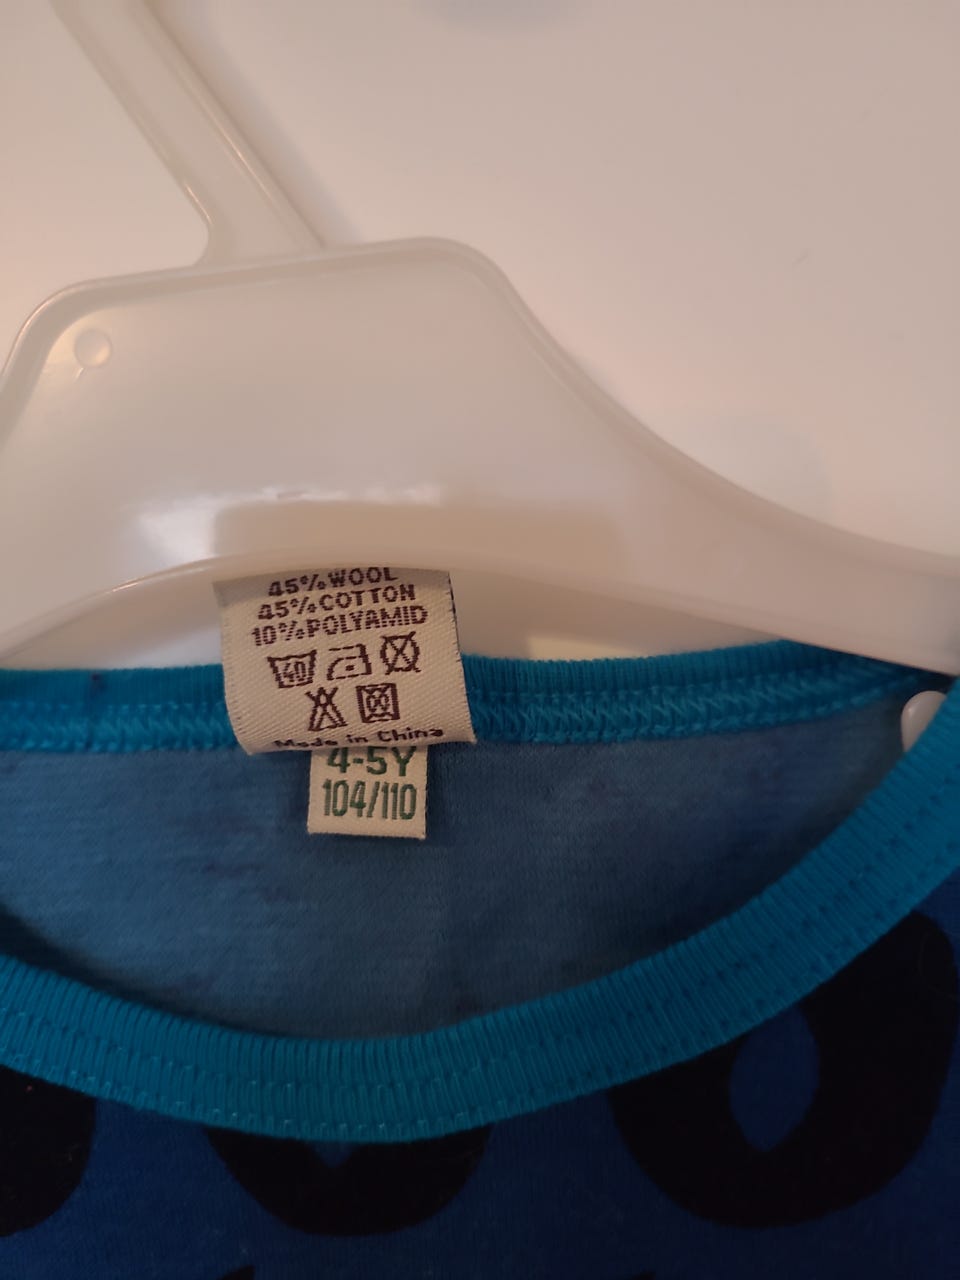 45% WOOL
45% COTTON
10% POLYAMID
40
Made in China
4-5Y
104/110